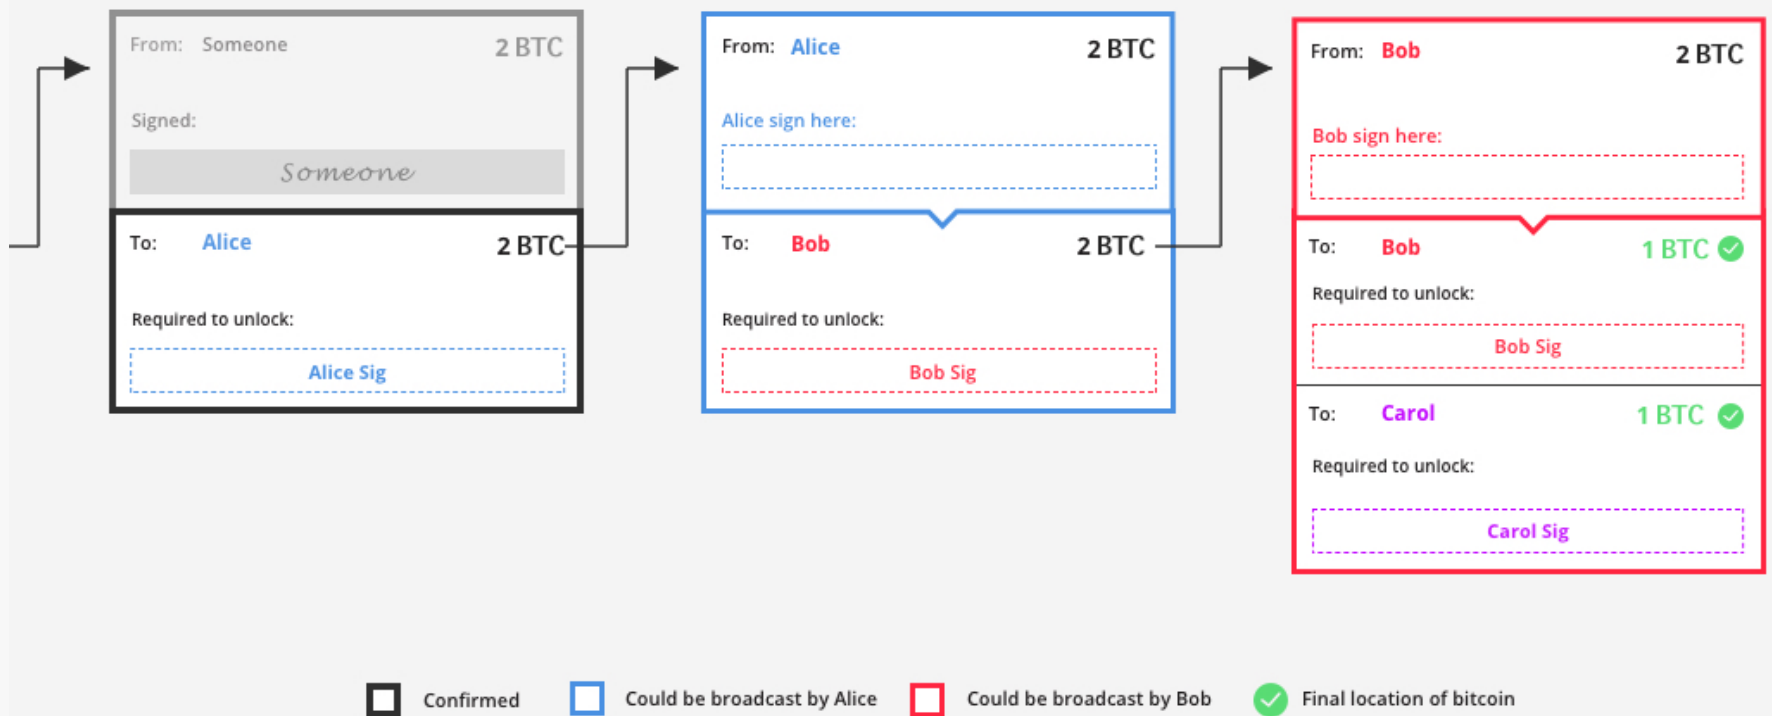 From: Someone 2 BTC
Signed:
Someone
To: Alice 2 BTC
Required to unlock:
Alice Sig
From: Alice 2 BTC
Alice sign here:
To: Bob 2 BTC
Required to unlock:
Bob Sig
From: Bob 2 BTC
Bob sign here:
To: Bob 1 BTC
Required to unlock:
Bob Sig
To: Carol 1 BTC
Required to unlock:
Carol Sig
Confirmed
Could be broadcast by Alice
Could be broadcast by Bob
Final location of bitcoin